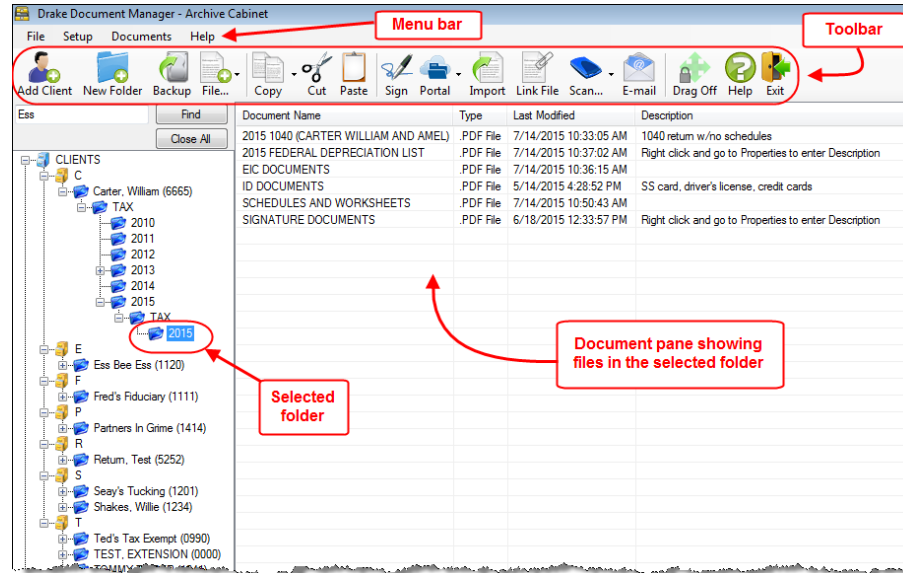 Drake Document Manager - Archive Cabinet
Menu bar
Toolbar
File Setup Documents Help
Add Client New Folder Backup File... Copy Cut Paste Sign Portal Import Link File Scan... E-mail Drag Off Help Exit
Ess Find
Close All
Document Name Type Last Modified Description
2015 1040 (CARTER WILLIAM AND AMEL) .PDF File 7/14/2015 10:33:05 AM 1040 return w/no schedules
2015 FEDERAL DEPRECIATION LIST .PDF File 7/14/2015 10:37:02 AM Right click and go to Properties to enter Description
EIC DOCUMENTS .PDF File 7/14/2015 10:36:15 AM
ID DOCUMENTS .PDF File 5/14/2015 4:28:52 PM SS card, driver's license, credit cards
SCHEDULES AND WORKSHEETS .PDF File 7/14/2015 10:50:43 AM
SIGNATURE DOCUMENTS .PDF File 6/18/2015 12:33:57 PM Right click and go to Properties to enter Description
CLIENTS
C
Carter, William (6665)
TAX
2010
2011
2012
2013
2014
2015
TAX
2015
E
Ess Bee Ess (1120)
F
Fred's Fiduciary (1111)
P
Partners In Grime (1414)
R
Return, Test (5252)
S
Seay's Tucking (1201)
Shakes, Willie (1234)
T
Ted's Tax Exempt (0990)
TEST, EXTENSION (0000)
Selected
folder
Document pane showing
files in the selected folder